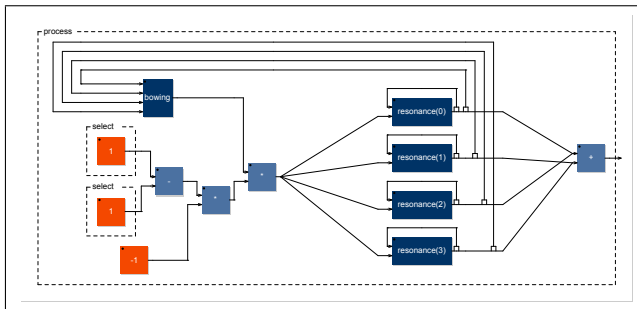 process
bowing
select
1
-
select
1
*
*
-1
resonance(0)
resonance(1)
resonance(2)
resonance(3)
+